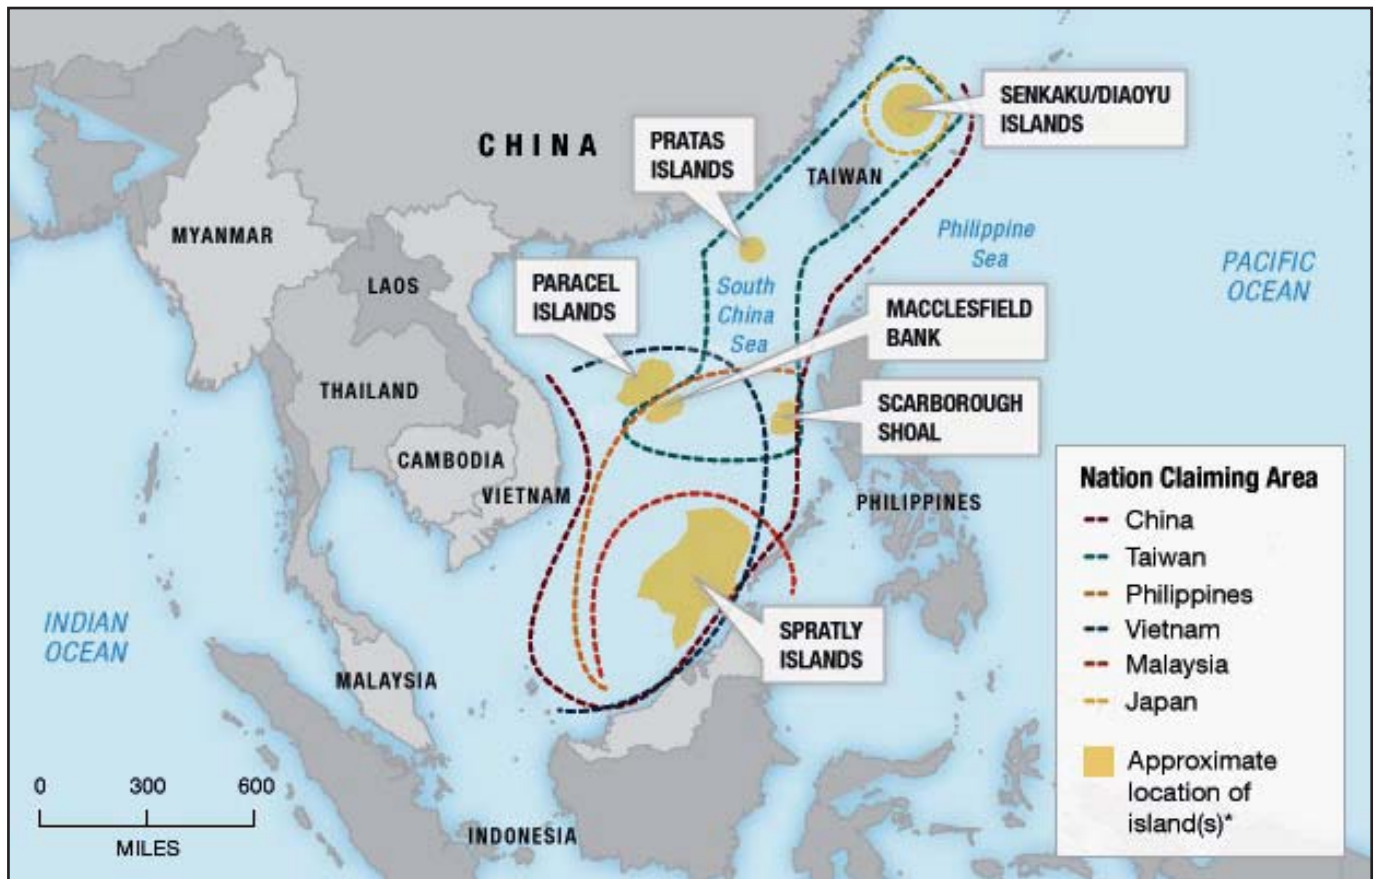 CHINA
SENKAKU/DIAOYU
ISLANDS
PRATAS
ISLANDS
TAIWAN
MYANMAR
Philippine
Sea
PACIFIC
OCEAN
LAOS
PARACEL
ISLANDS
South
China
Sea
MACCLESFIELD
BANK
THAILAND
SCARBOROUGH
SHOAL
CAMBODIA
VIETNAM
PHILIPPINES
INDIAN
OCEAN
MALAYSIA
SPRATLY
ISLANDS
INDONESIA
0 300 600
MILES
Nation Claiming Area
China
Taiwan
Philippines
Vietnam
Malaysia
Japan
Approximate
location of
island(s)*